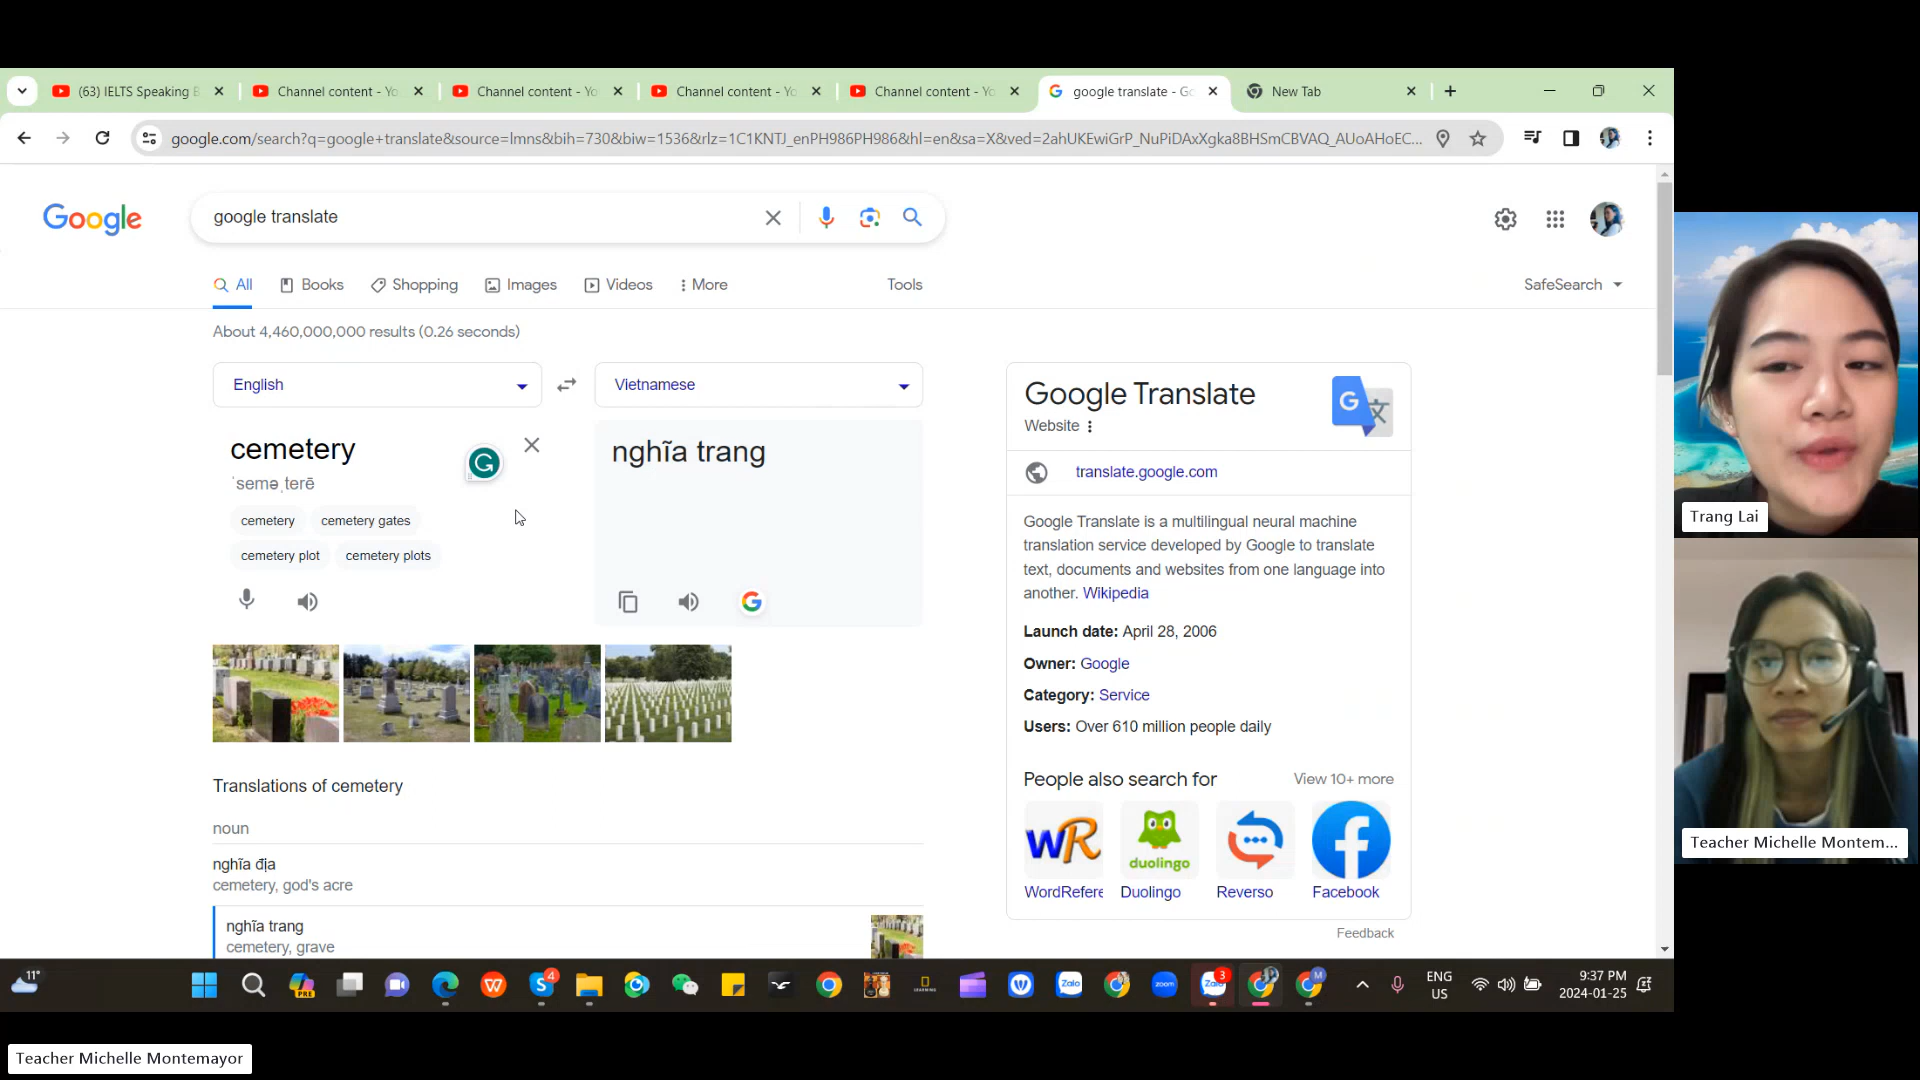 (63) IELTS Speaking B
Channel content - Yo
Channel content - Yo
Channel content - Yo
Channel content - Yo
google translate - Go
New Tab
google.com/search?q=google+translate&source=lmns&bih=730&biw=1536&rlz=1C1KNTJ_enPH986PH986&hl=en&sa=X&ved=2ahUKEwiGrP_NuPiDAxXgka8BHSmCBVAQ_AUoAHoEC...
Google
google translate
All
Books
Shopping
Images
Videos
More
Tools
SafeSearch
About 4,460,000,000 results (0.26 seconds)
English
Vietnamese
cemetery
ˈseməˌterē
cemetery
cemetery gates
cemetery plot
cemetery plots
nghĩa trang
Translations of cemetery
noun
nghĩa địa
cemetery, god's acre
nghĩa trang
cemetery, grave
Google Translate
Website
translate.google.com
Google Translate is a multilingual neural machine
translation service developed by Google to translate
text, documents and websites from one language into
another. Wikipedia
Launch date: April 28, 2006
Owner: Google
Category: Service
Users: Over 610 million people daily
People also search for
View 10+ more
WR
duolingo
WordRefere
Duolingo
Reverso
Facebook
Feedback
Trang Lai
Teacher Michelle Montem...
11°
PRE
4
Zalo
zoom
Zalo
3
M
ENG
US
9:37 PM
2024-01-25
Teacher Michelle Montemayor